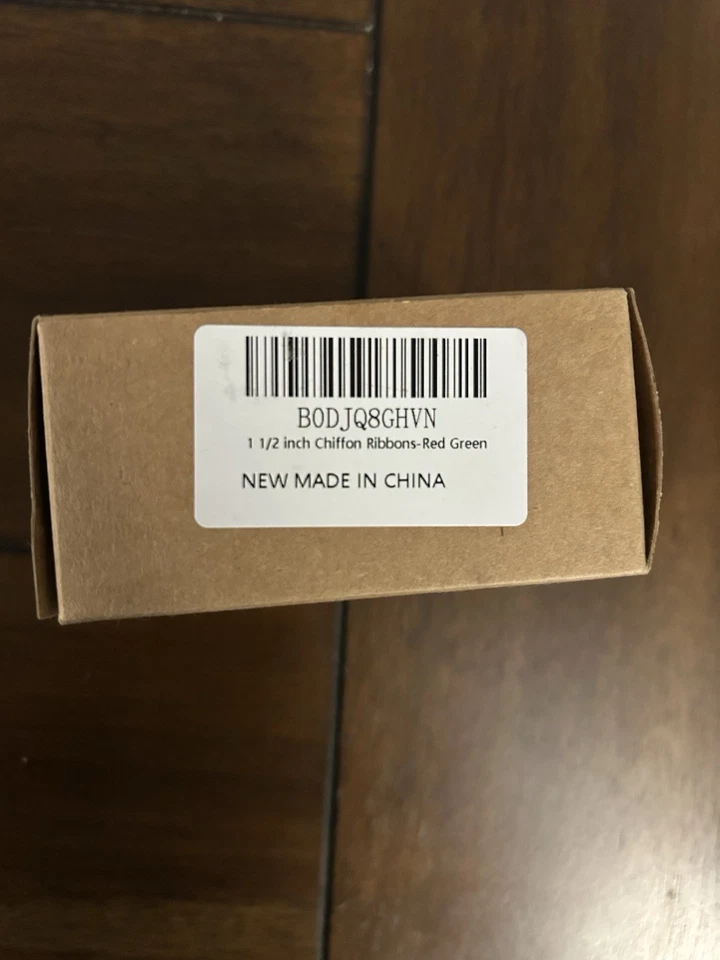 B0DJQ8GHVN
1 1/2 inch Chiffon Ribbons-Red Green
NEW MADE IN CHINA